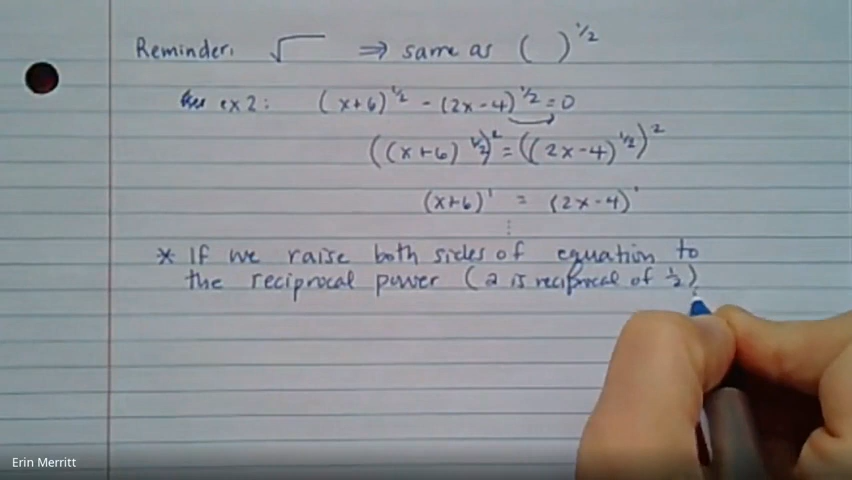 Reminder: √ ⇒ same as ( )^1/2
ex 2: (x+6)^1/2 - (2x-4)^1/2 = 0
((x+6)^1/2)^2 = ((2x-4)^1/2)^2
(x+6)^1 = (2x-4)^1
⋮
* If we raise both sides of equation to
the reciprocal power (2 is reciprocal of 1/2)
Erin Merritt